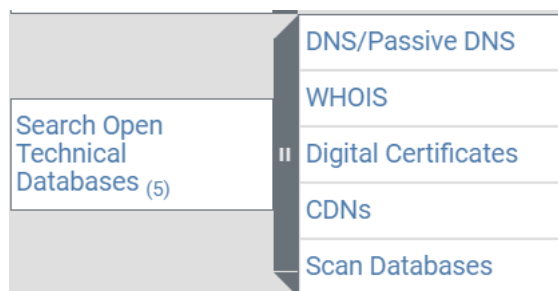 Search Open
Technical
Databases (5)
DNS/Passive DNS
WHOIS
Digital Certificates
CDNs
Scan Databases